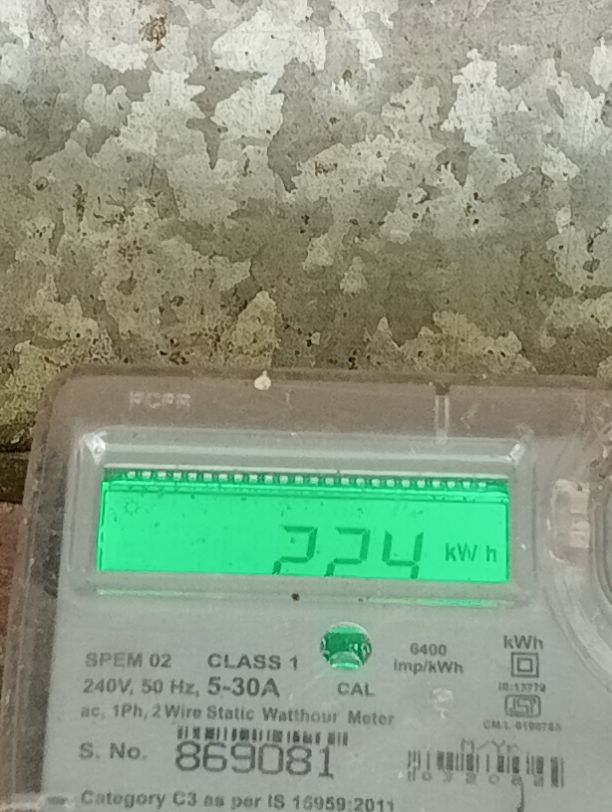 224 kWh
SPEM 02 CLASS 1
6400 imp/kWh
kWh
240V, 50 Hz, 5-30A
CAL
ac, 1Ph, 2 Wire Static Watthour Meter
S. No. 869081
M/Yr
Category C3 as per IS 15959:2011